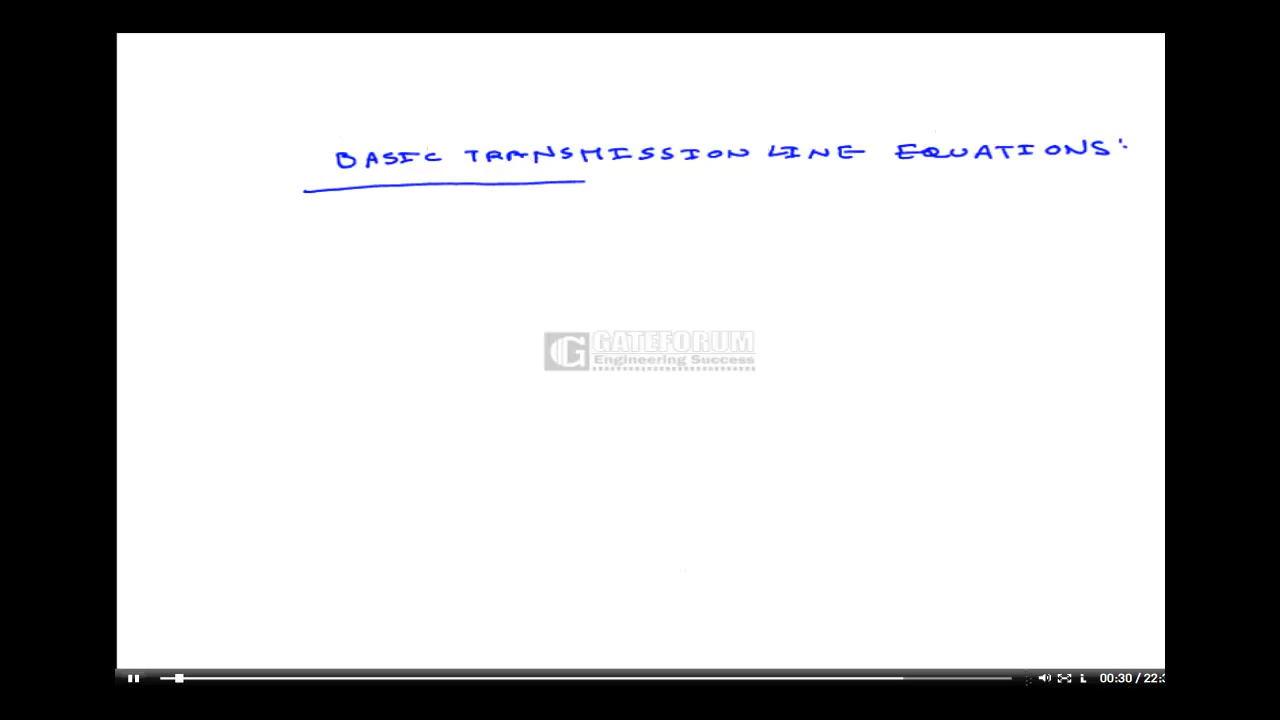 BASIC TRANSMISSION LINE EQUATIONS:
GATEFORUM
Engineering Success
00:30 / 22: